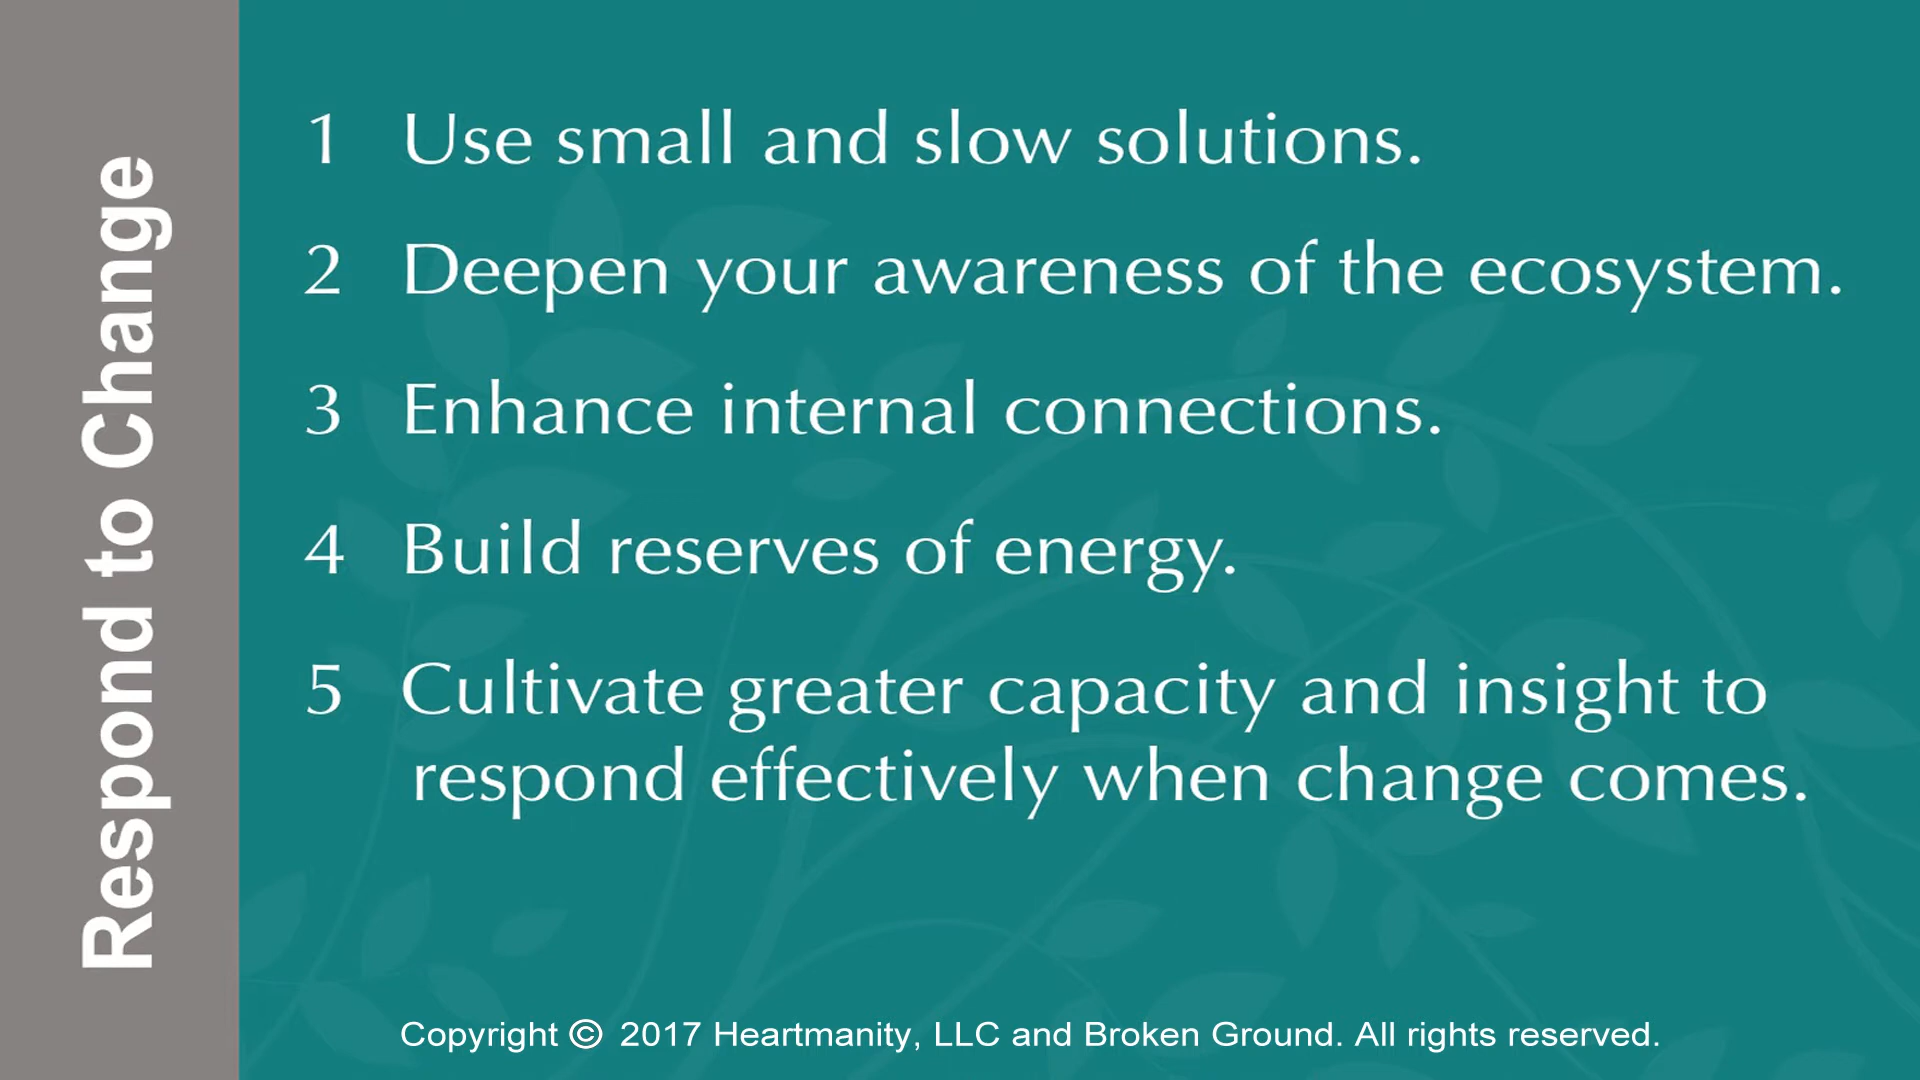 Respond to Change
1 Use small and slow solutions.
2 Deepen your awareness of the ecosystem.
3 Enhance internal connections.
4 Build reserves of energy.
5 Cultivate greater capacity and insight to
respond effectively when change comes.
Copyright © 2017 Heartmanity, LLC and Broken Ground. All rights reserved.